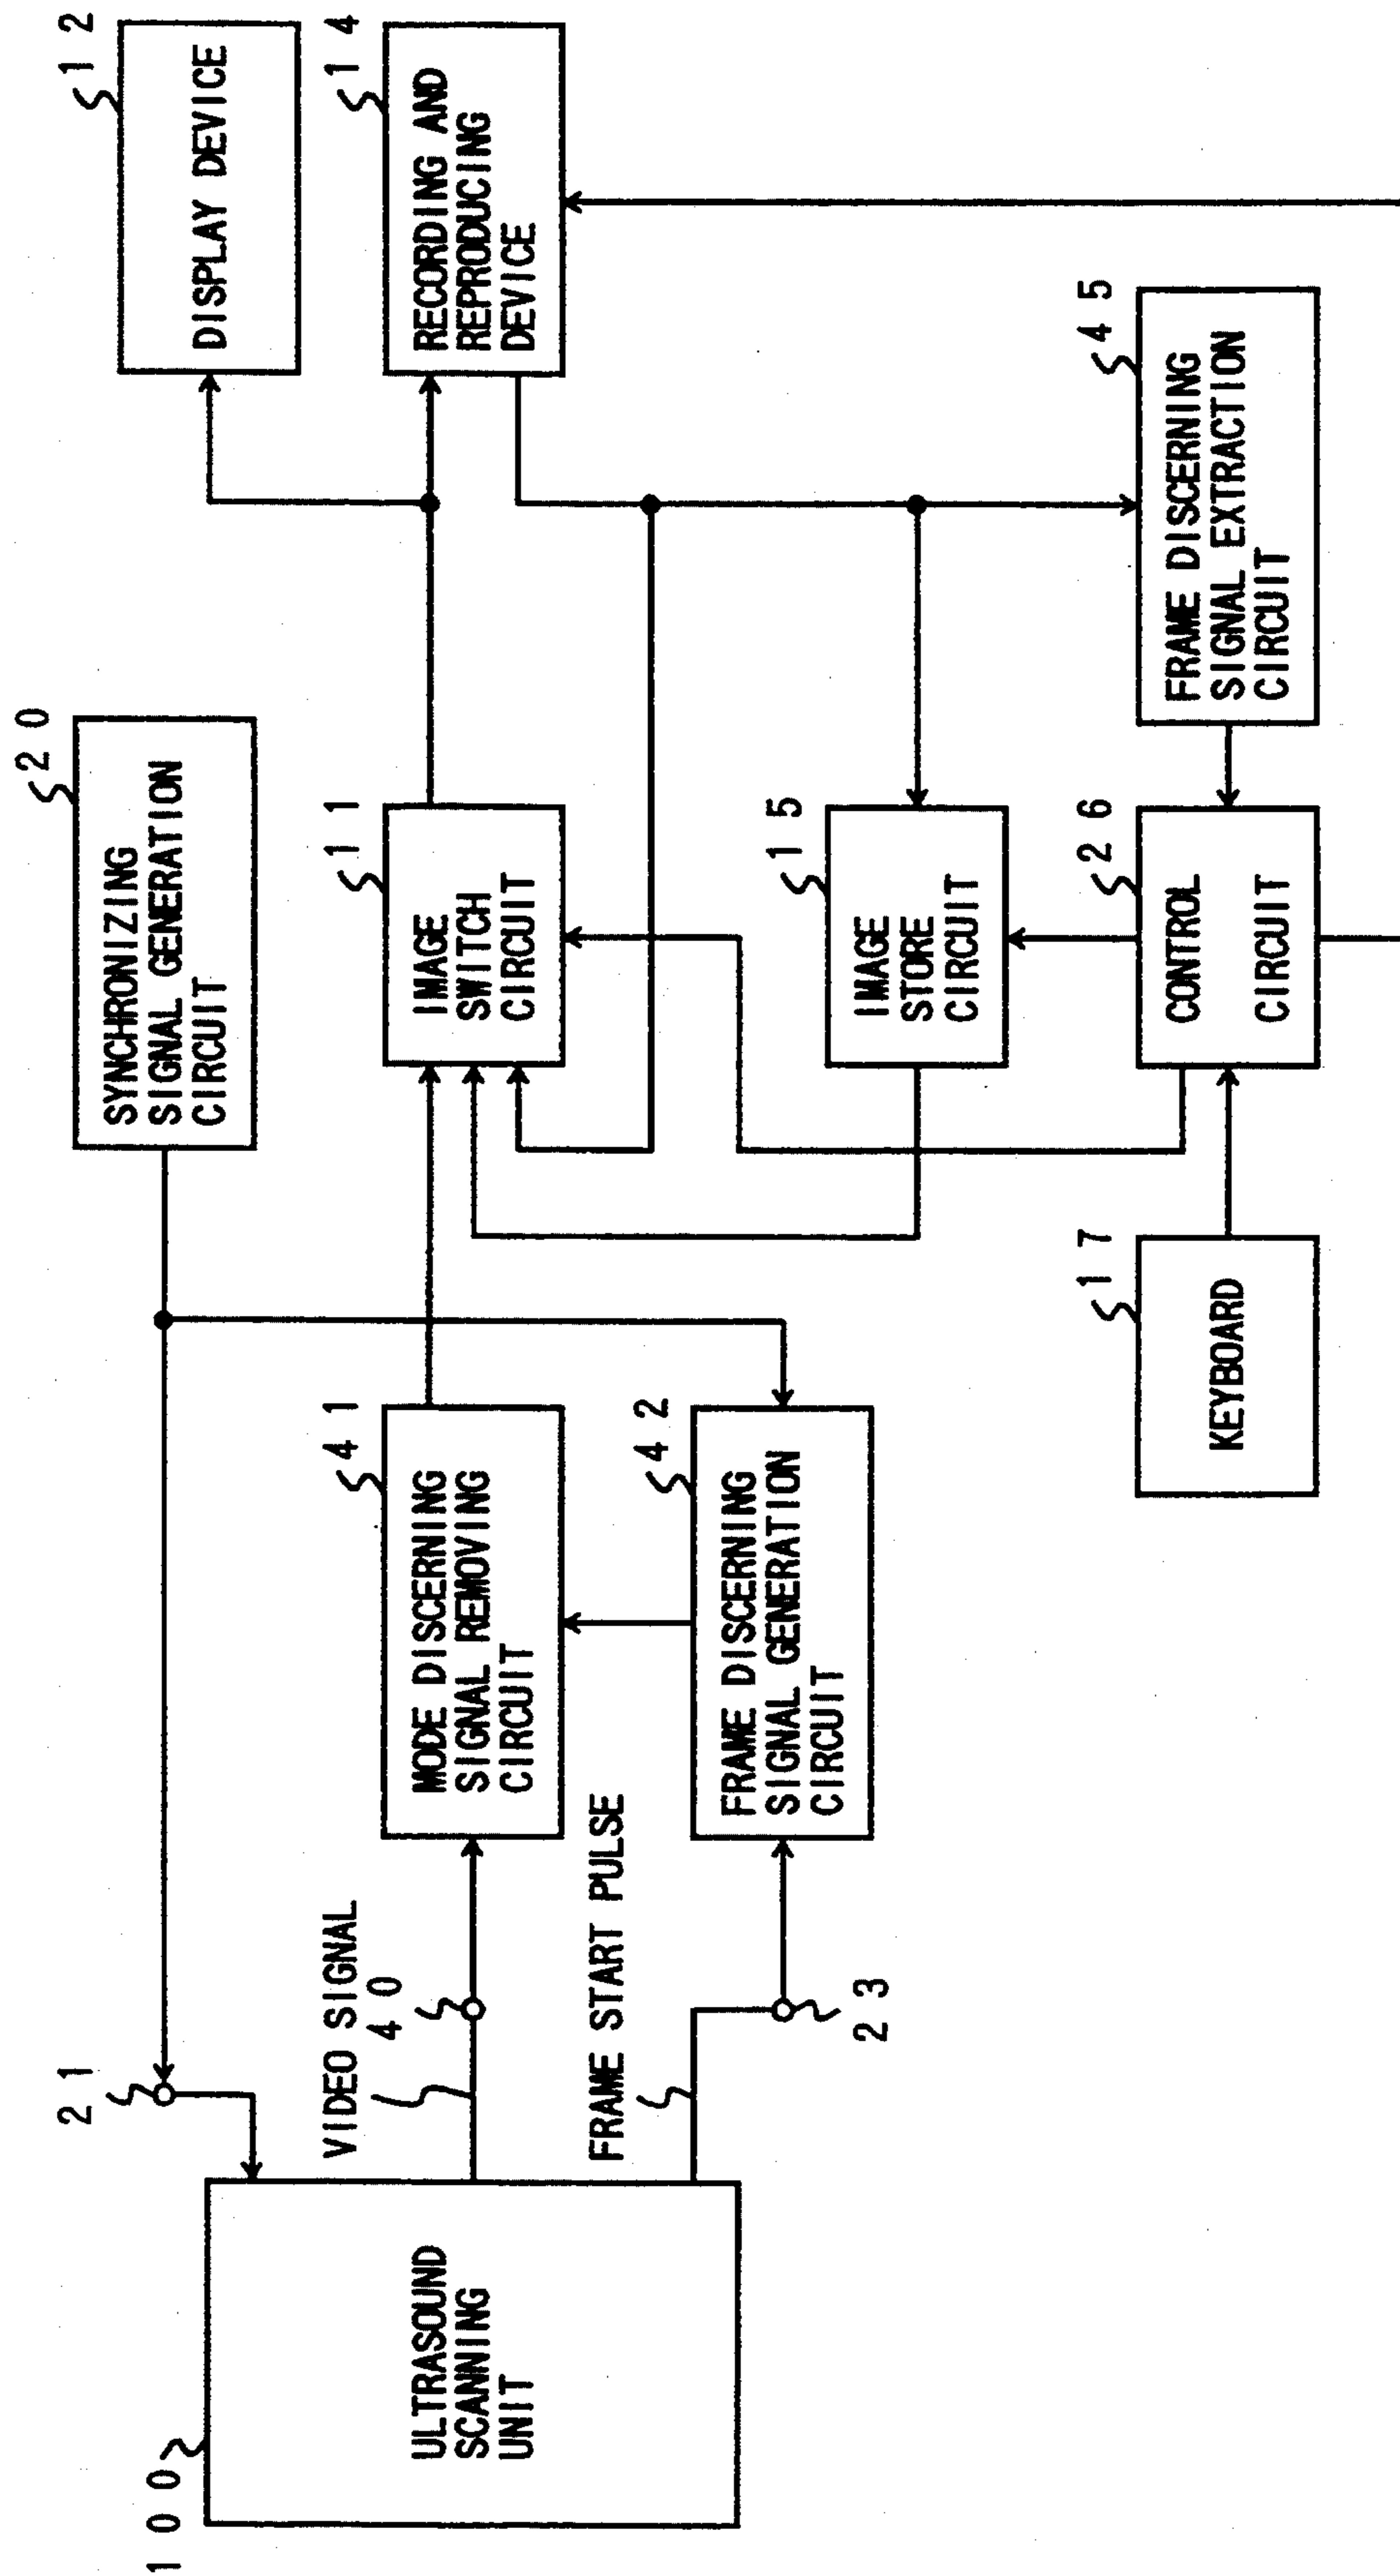 100
ULTRASOUND
SCANNING
UNIT
21
VIDEO SIGNAL
40
FRAME START PULSE
23
41
MODE DISCERNING
SIGNAL REMOVING
CIRCUIT
42
FRAME DISCERNING
SIGNAL GENERATION
CIRCUIT
20
SYNCHRONIZING
SIGNAL GENERATION
CIRCUIT
11
IMAGE
SWITCH
CIRCUIT
15
IMAGE
STORE
CIRCUIT
17
KEYBOARD
26
CONTROL
CIRCUIT
12
DISPLAY DEVICE
14
RECORDING AND
REPRODUCING
DEVICE
45
FRAME DISCERNING
SIGNAL EXTRACTION
CIRCUIT